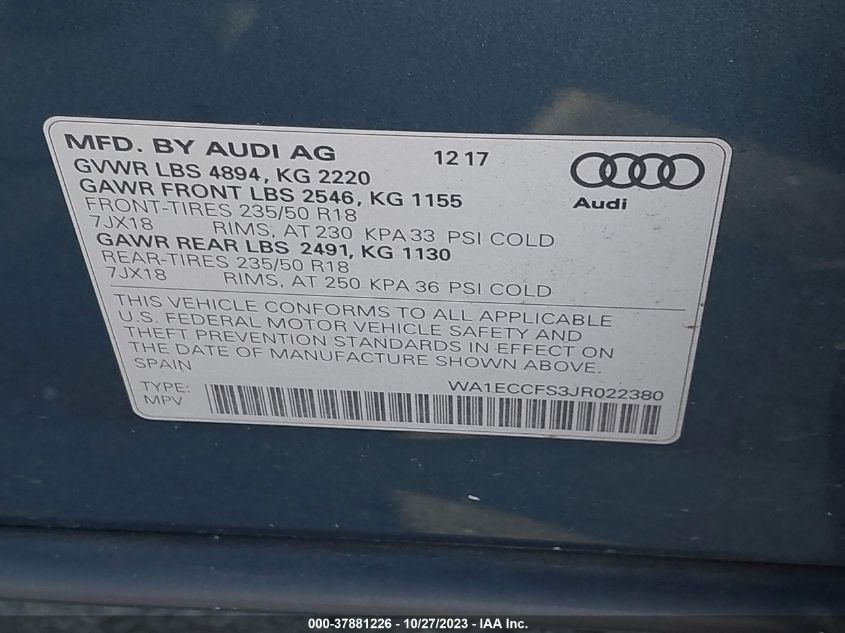 MFD. BY AUDI AG 12 17
GVWR LBS 4894, KG 2220
GAWR FRONT LBS 2546, KG 1155
FRONT-TIRES 235/50 R18
7JX18 RIMS, AT 230 KPA 33 PSI COLD
GAWR REAR LBS 2491, KG 1130
REAR-TIRES 235/50 R18
7JX18 RIMS, AT 250 KPA 36 PSI COLD
Audi
THIS VEHICLE CONFORMS TO ALL APPLICABLE
U.S. FEDERAL MOTOR VEHICLE SAFETY AND
THEFT PREVENTION STANDARDS IN EFFECT ON
THE DATE OF MANUFACTURE SHOWN ABOVE.
SPAIN
WA1ECCFS3JR022380
TYPE:
MPV
000-37881226 - 10/27/2023 - IAA Inc.